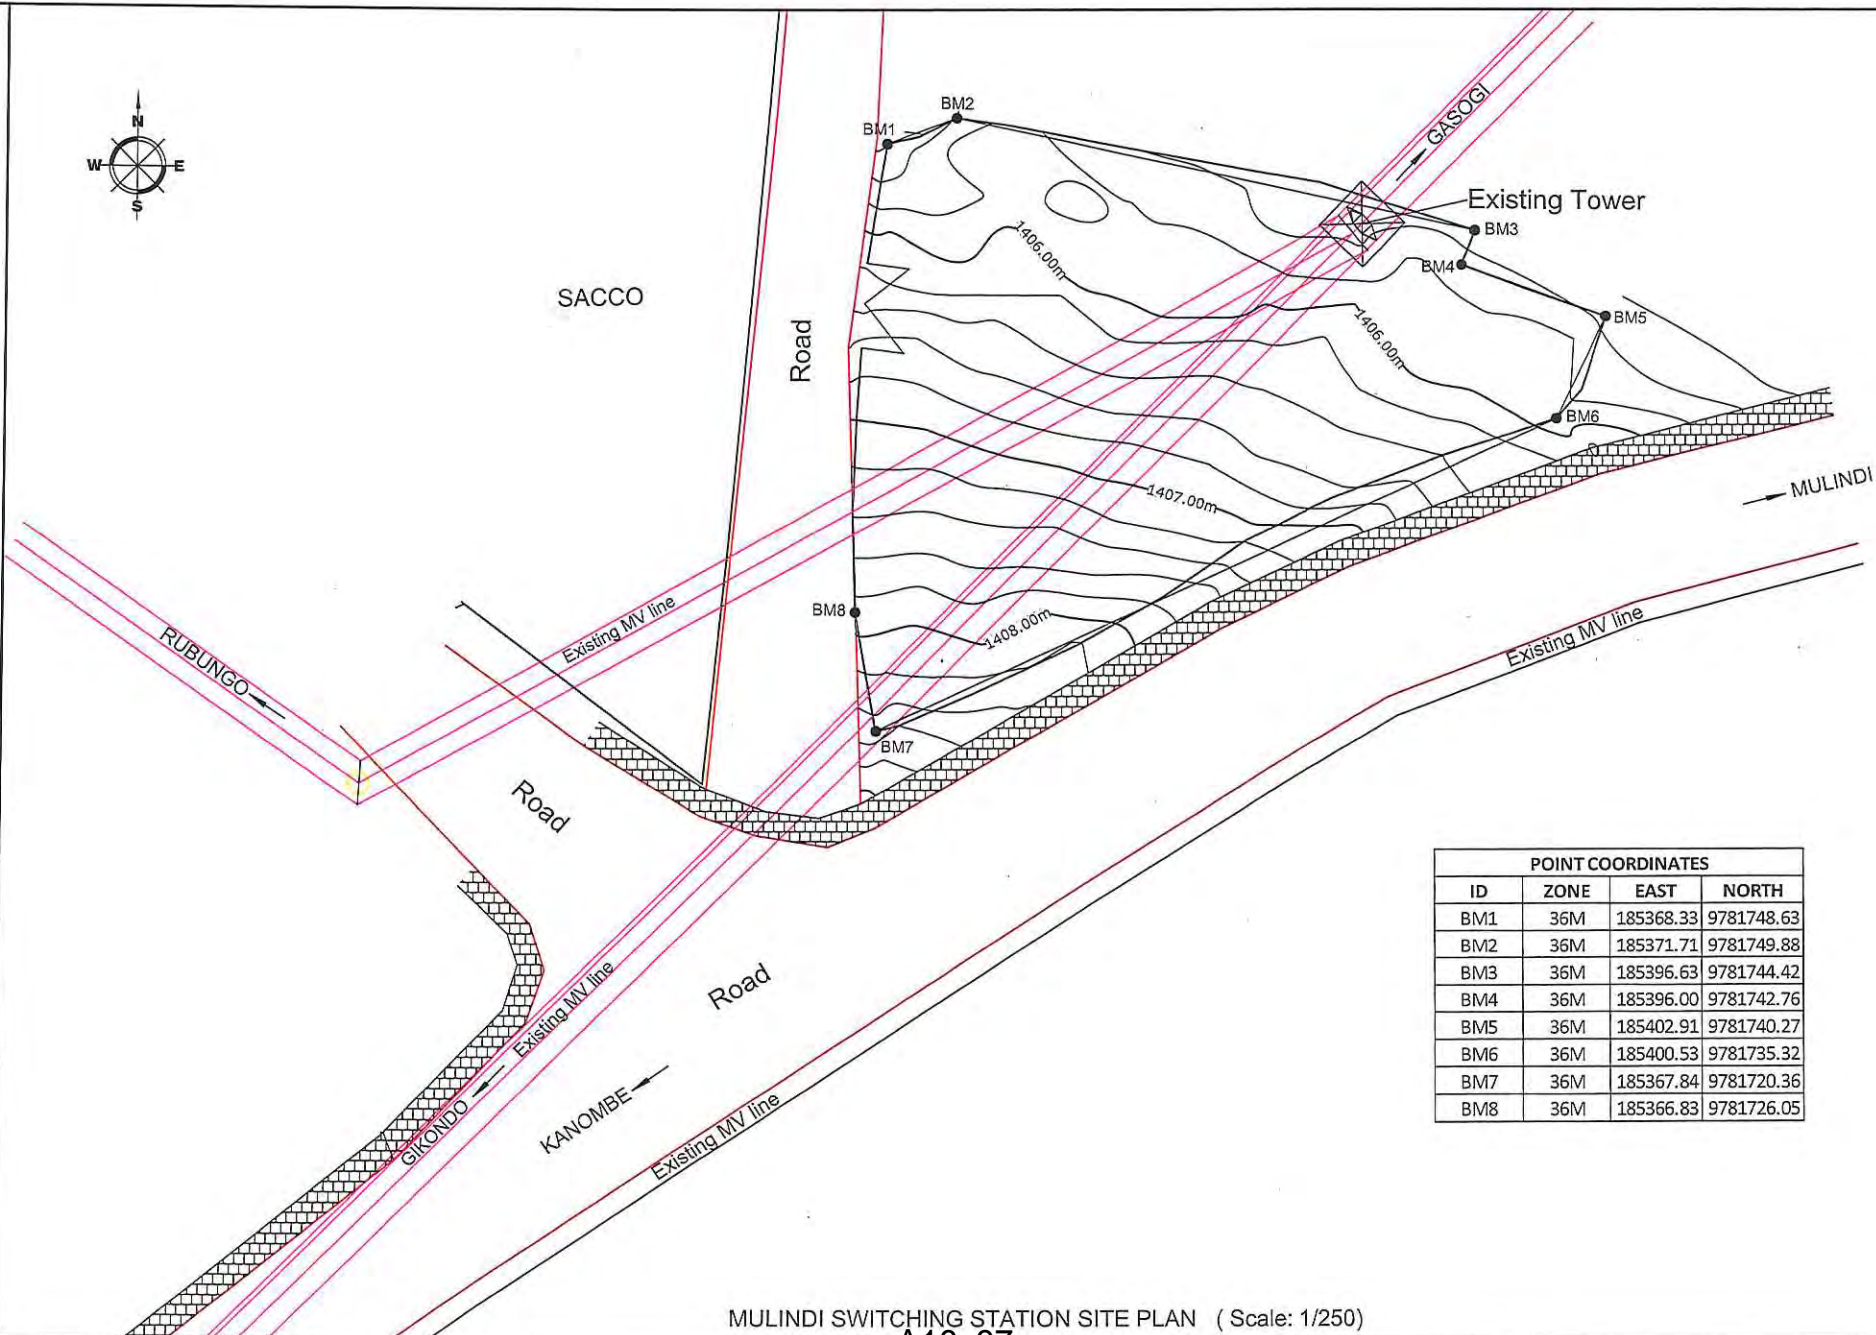 N
W E
S
BM1
BM2
GASOGI
Existing Tower
BM3
BM4
BM5
BM6
1406.00m
1406.00m
SACCO
Road
1407.00m
MULINDI
BM8
1408.00m
BM7
RUBUNGO
Existing MV line
Existing MV line
Road
Existing MV line
Road
GIKONDO
KANOMBE
Existing MV line
POINT COORDINATES
ID ZONE EAST NORTH
BM1 36M 185368.33 9781748.63
BM2 36M 185371.71 9781749.88
BM3 36M 185396.63 9781744.42
BM4 36M 185396.00 9781742.76
BM5 36M 185402.91 9781740.27
BM6 36M 185400.53 9781735.32
BM7 36M 185367.84 9781720.36
BM8 36M 185366.83 9781726.05
MULINDI SWITCHING STATION SITE PLAN ( Scale: 1/250)